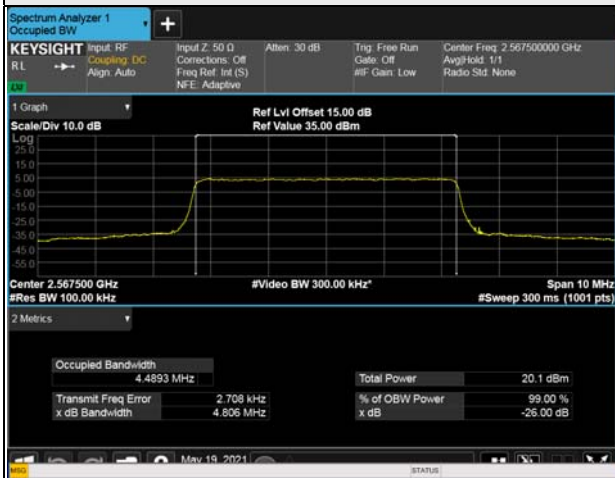 Spectrum Analyzer 1
Occupied BW
KEYSIGHT
RL
Input: RF
Coupling: DC
Align: Auto
Input Z: 50 Ω
Corrections: Off
Freq Ref: Int (S)
NFE: Adaptive
Atten: 30 dB
Trig: Free Run
Gate: Off
#IF Gain: Low
Center Freq: 2.567500000 GHz
Avg|Hold: 1/1
Radio Std: None
1 Graph
Scale/Div 10.0 dB
Ref Lvl Offset 15.00 dB
Ref Value 35.00 dBm
Log
25.0
15.0
5.00
-5.00
-15.0
-25.0
-35.0
-45.0
-55.0
Center 2.567500 GHz
#Res BW 100.00 kHz
#Video BW 300.00 kHz*
Span 10 MHz
#Sweep 300 ms (1001 pts)
2 Metrics
Occupied Bandwidth
4.4893 MHz
Transmit Freq Error 2.708 kHz
x dB Bandwidth 4.806 MHz
Total Power 20.1 dBm
% of OBW Power 99.00 %
x dB -26.00 dB
May 19, 2021
MSG
STATUS